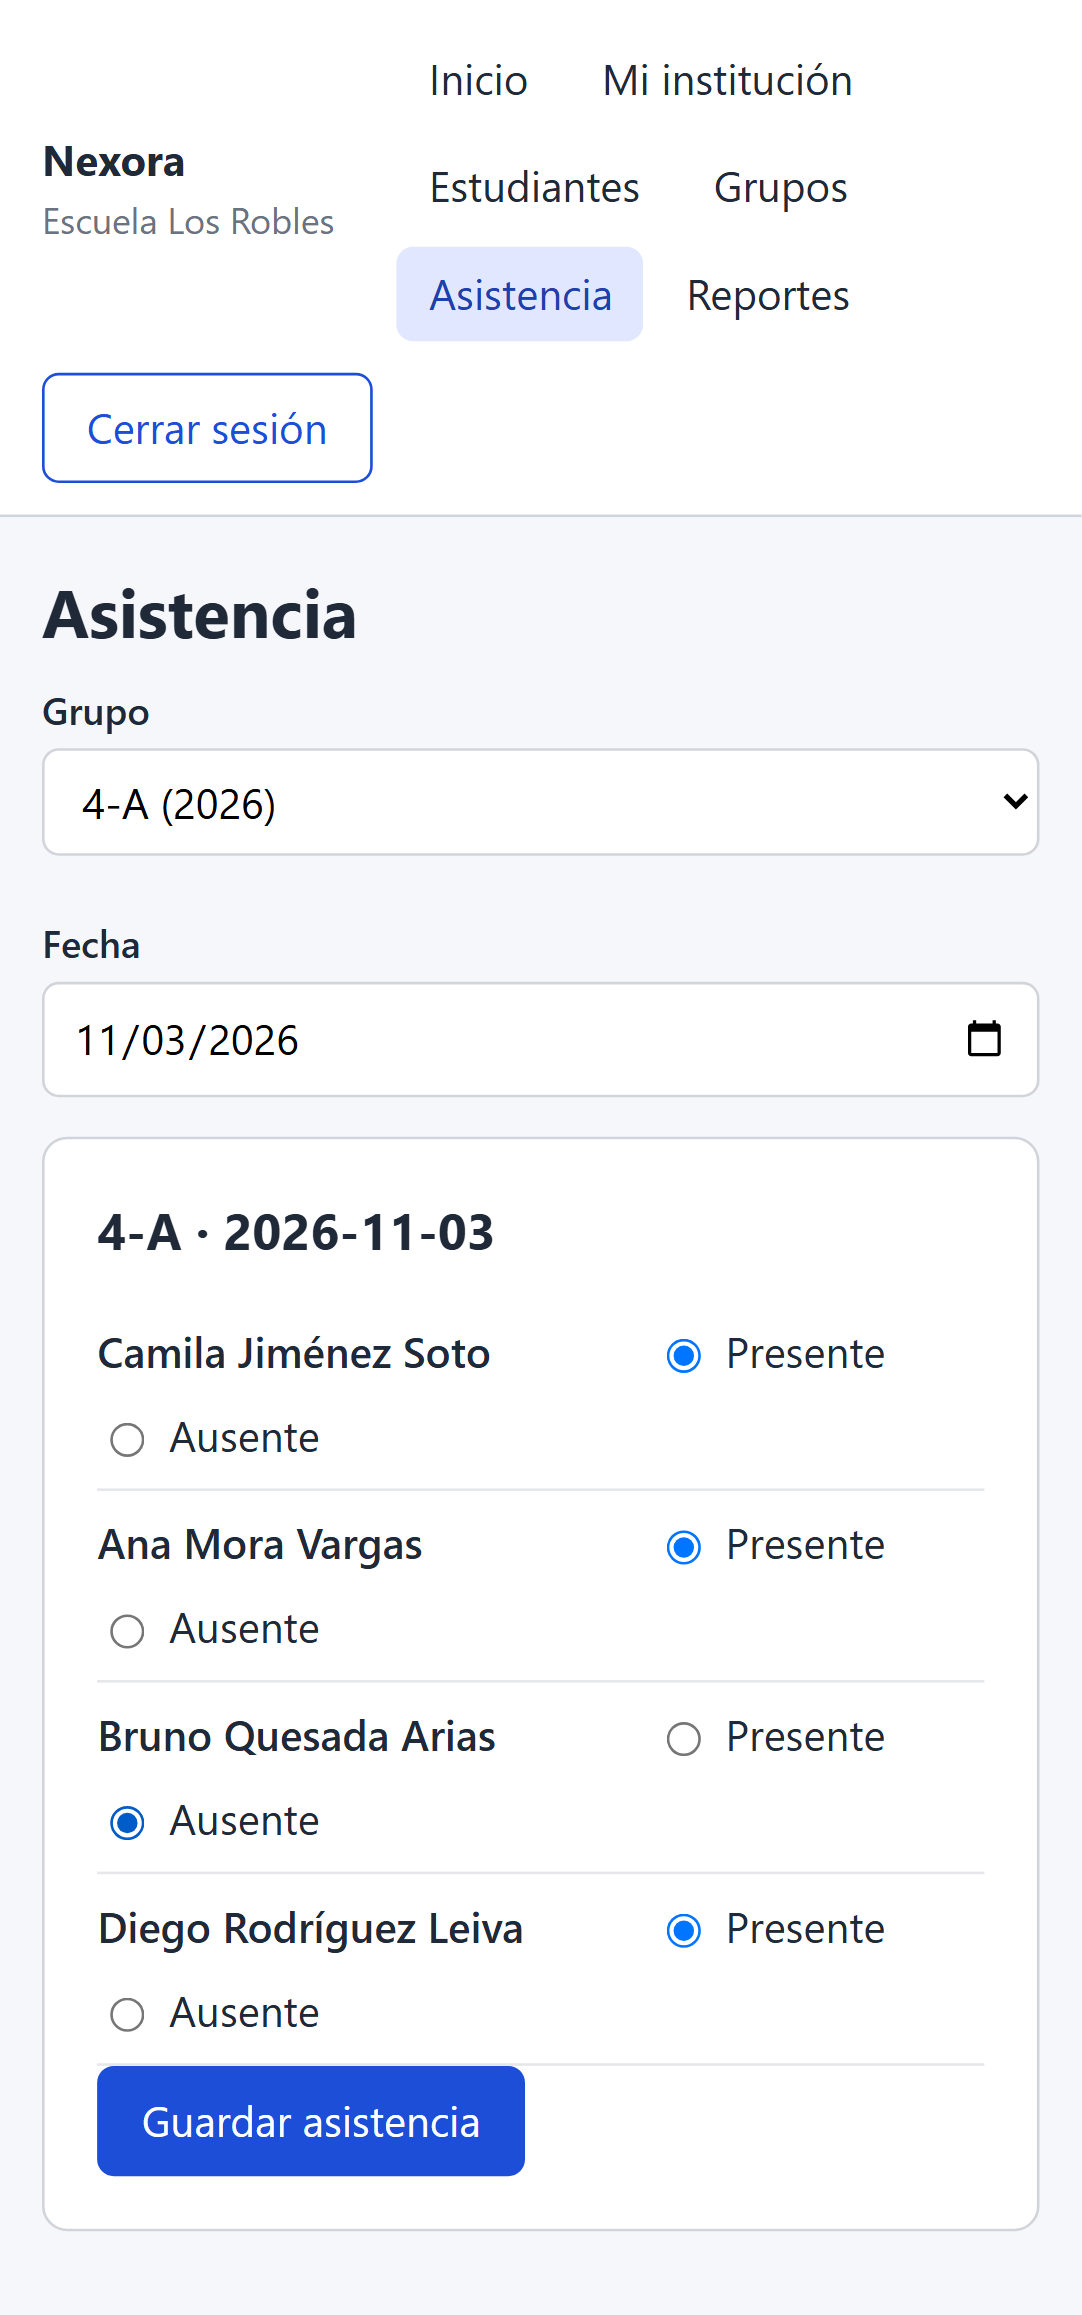 Inicio Mi institución
Nexora
Escuela Los Robles
Estudiantes Grupos
Asistencia Reportes
Cerrar sesión
Asistencia
Grupo
4-A (2026)
Fecha
11/03/2026
4-A · 2026-11-03
Camila Jiménez Soto Presente
Ausente
Ana Mora Vargas Presente
Ausente
Bruno Quesada Arias Presente
Ausente
Diego Rodríguez Leiva Presente
Ausente
Guardar asistencia